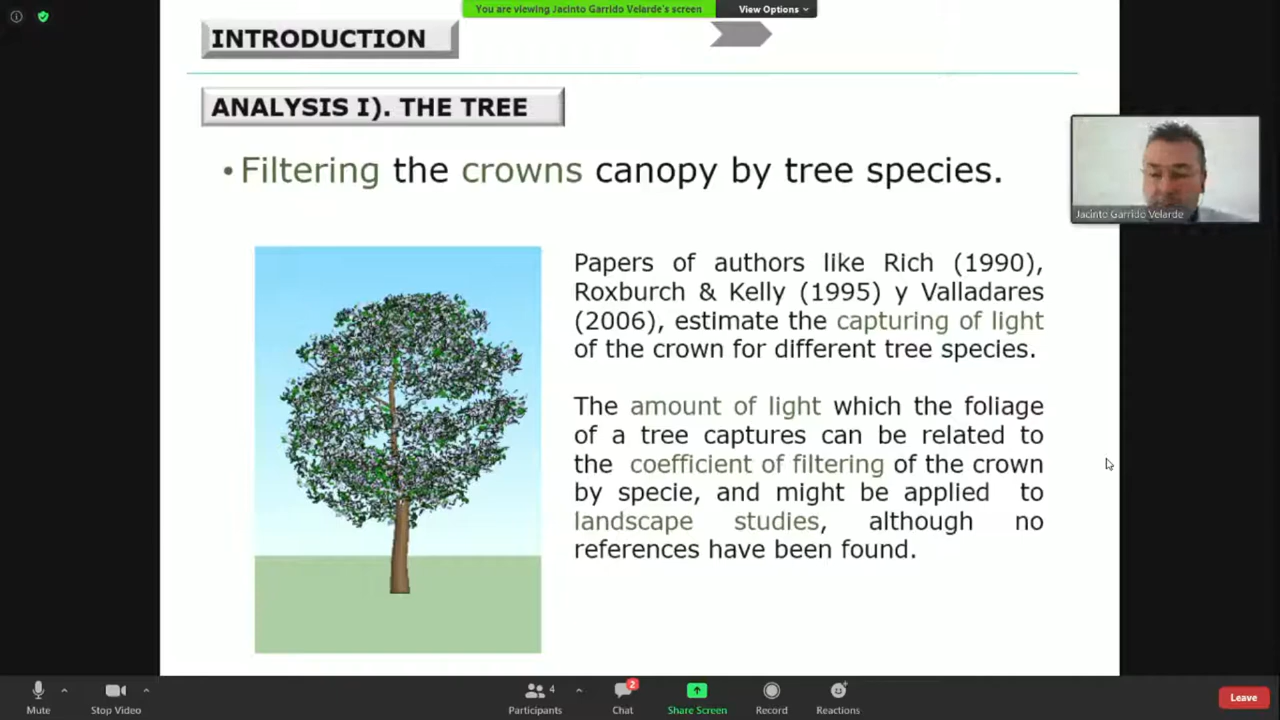 You are viewing Jacinto Garrido Velarde's screen
View Options
INTRODUCTION
ANALYSIS I). THE TREE
• Filtering the crowns canopy by tree species.
Jacinto Garrido Velarde
Papers of authors like Rich (1990),
Roxburch & Kelly (1995) y Valladares
(2006), estimate the capturing of light
of the crown for different tree species.
The amount of light which the foliage
of a tree captures can be related to
the coefficient of filtering of the crown
by specie, and might be applied to
landscape studies, although no
references have been found.
Mute
Stop Video
Participants
4
Chat
2
Share Screen
Record
Reactions
Leave